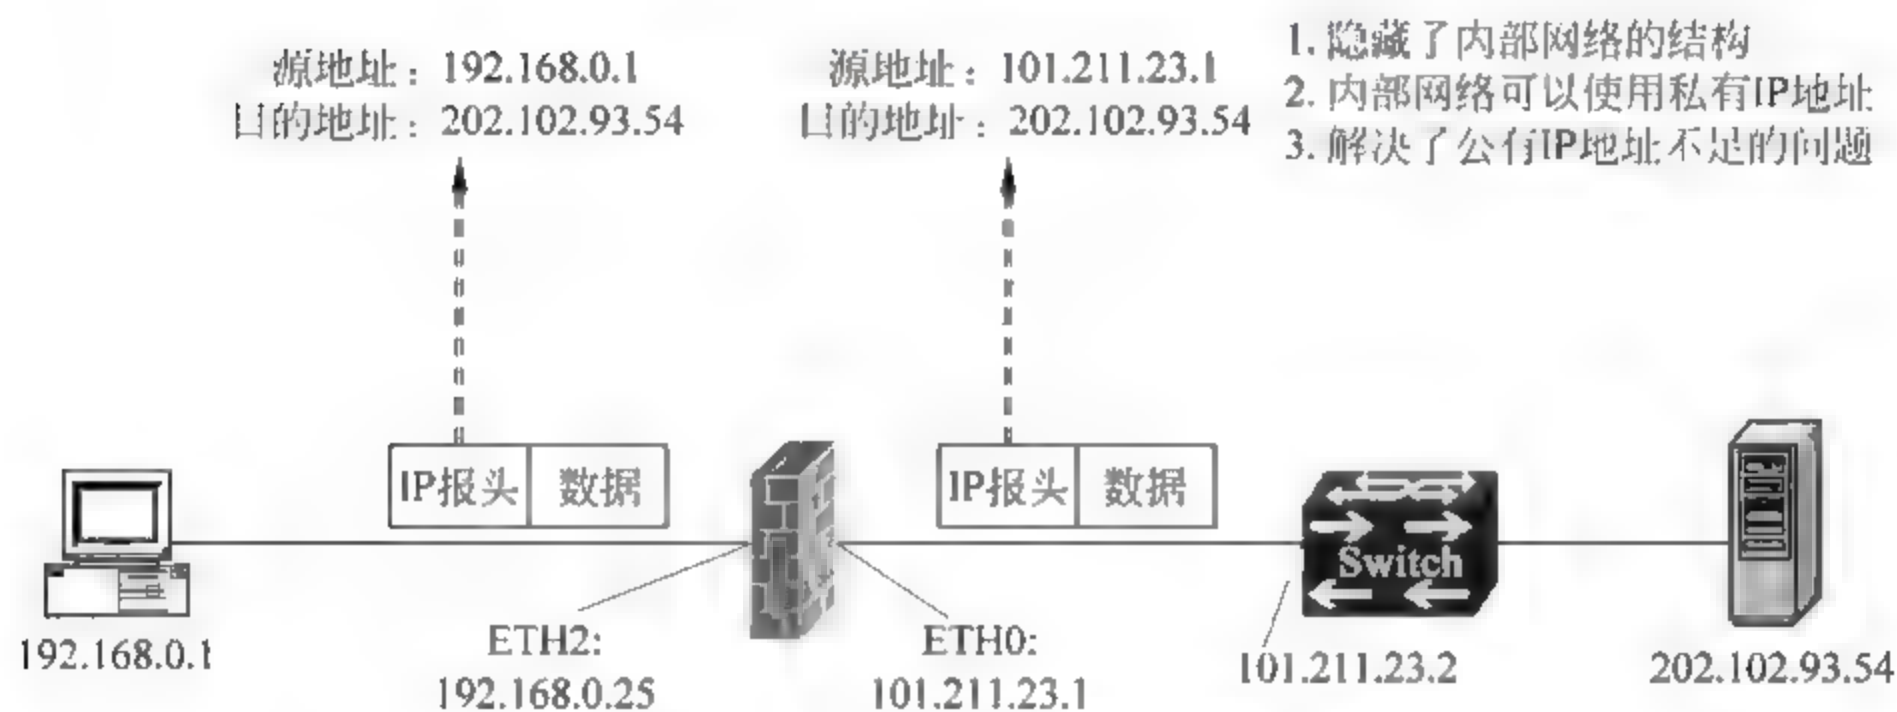 源地址：192.168.0.1
目的地址：202.102.93.54
源地址：101.211.23.1
目的地址：202.102.93.54
1. 隐藏了内部网络的结构
2. 内部网络可以使用私有IP地址
3. 解决了公有IP地址不足的问题
IP报头 数据
IP报头 数据
Switch
192.168.0.1
ETH2:
192.168.0.25
ETH0:
101.211.23.1
101.211.23.2
202.102.93.54